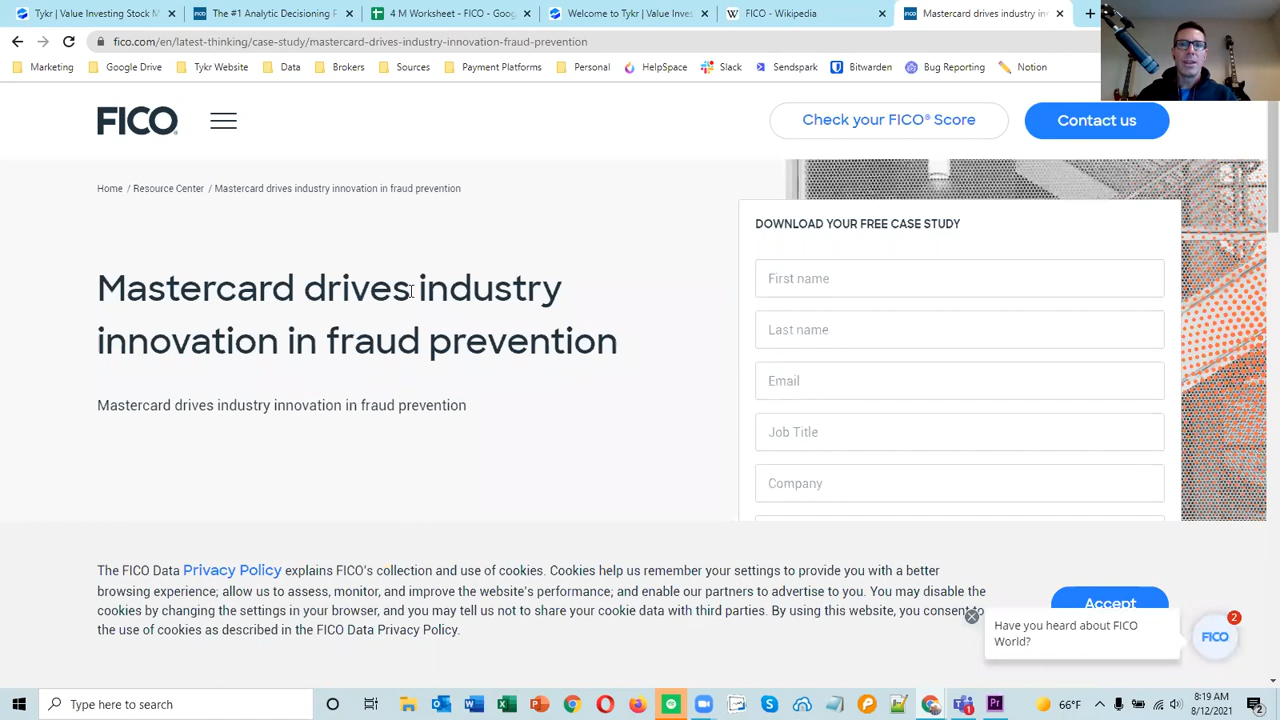 Tykr | Value Investing Stock M
The #1 Analytics Platform | F
4 M Worksheet - FICO - Goog
Welcome to Tykr | Value Inves
FICO - Wikipedia
Mastercard drives industry inn
fico.com/en/latest-thinking/case-study/mastercard-drives-industry-innovation-fraud-prevention
Marketing Google Drive Tykr Website Data Brokers Sources Payment Platforms Personal HelpSpace Slack Sendspark Bitwarden Bug Reporting Notion
FICO
Check your FICO® Score
Contact us
Home / Resource Center / Mastercard drives industry innovation in fraud prevention
Mastercard drives industry
innovation in fraud prevention
Mastercard drives industry innovation in fraud prevention
DOWNLOAD YOUR FREE CASE STUDY
First name
Last name
Email
Job Title
Company
The FICO Data Privacy Policy explains FICO's collection and use of cookies. Cookies help us remember your settings to provide you with a better
browsing experience; allow us to assess, monitor, and improve the website's performance; and enable our partners to advertise to you. You may disable the
cookies by changing the settings in your browser, and you may tell us not to share your cookie data with third parties. By using this website, you consent to
the use of cookies as described in the FICO Data Privacy Policy.
Accept
Have you heard about FICO
World?
FICO
2
Type here to search
66°F
8:19 AM
8/12/2021
2